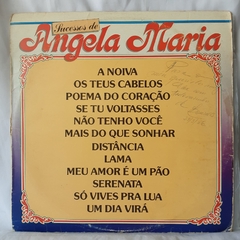 Sucessos de
Angela Maria
A NOIVA
OS TEUS CABELOS
POEMA DO CORAÇÃO
SE TU VOLTASSES
NÃO TENHO VOCÊ
MAIS DO QUE SONHAR
DISTÂNCIA
LAMA
MEU AMOR É UM PÃO
SERENATA
SÓ VIVES PRA LUA
UM DIA VIRÁ